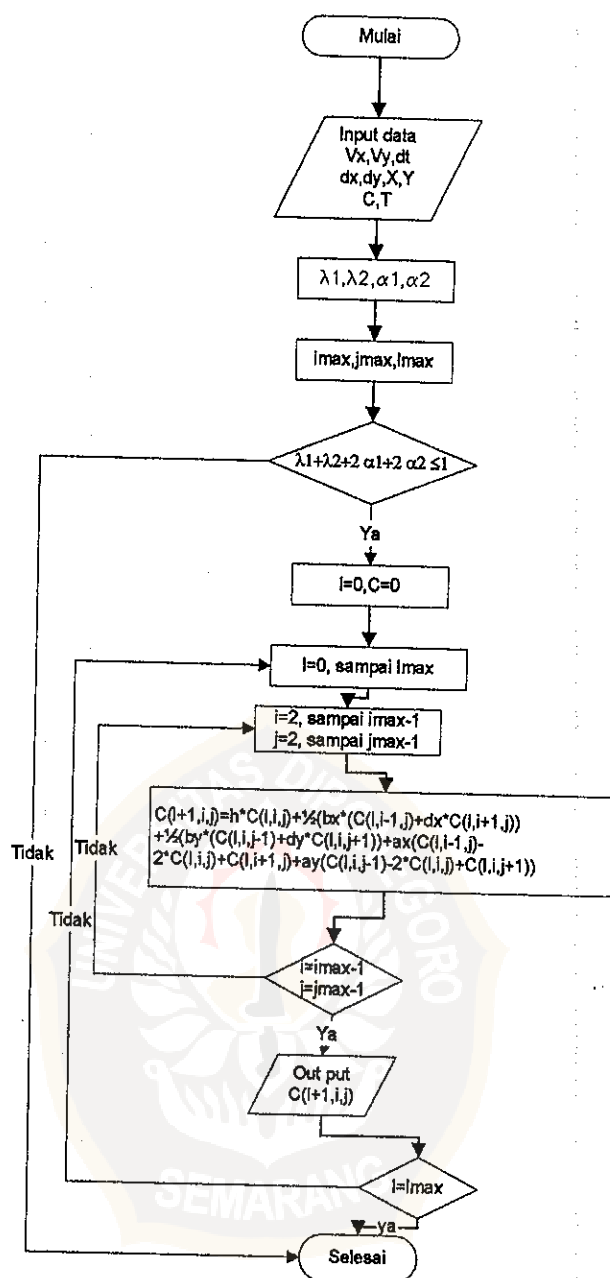 Mulai
Input data
Vx,Vy,dt
dx,dy,X,Y
C,T
λ1,λ2,α1,α2
imax,jmax,lmax
λ1+λ2+2 α1+2 α2 ≤1
Ya
l=0,C=0
l=0, sampai lmax
i=2, sampai imax-1
j=2, sampai jmax-1
C(l+1,i,j)=h*C(l,i,j)+½(bx*(C(l,i-1,j)+dx*C(l,i+1,j))
+½(by*(C(l,i,j-1)+dy*C(l,i,j+1))+ax(C(l,i-1,j)-
2*C(l,i,j)+C(l,i+1,j)+ay(C(l,i,j-1)-2*C(l,i,j)+C(l,i,j+1))
Tidak
Tidak
i=imax-1
j=jmax-1
Ya
Out put
C(l+1,i,j)
l=lmax
ya
Selesai
UNIVERSITAS DIPONEGORO
SEMARANG